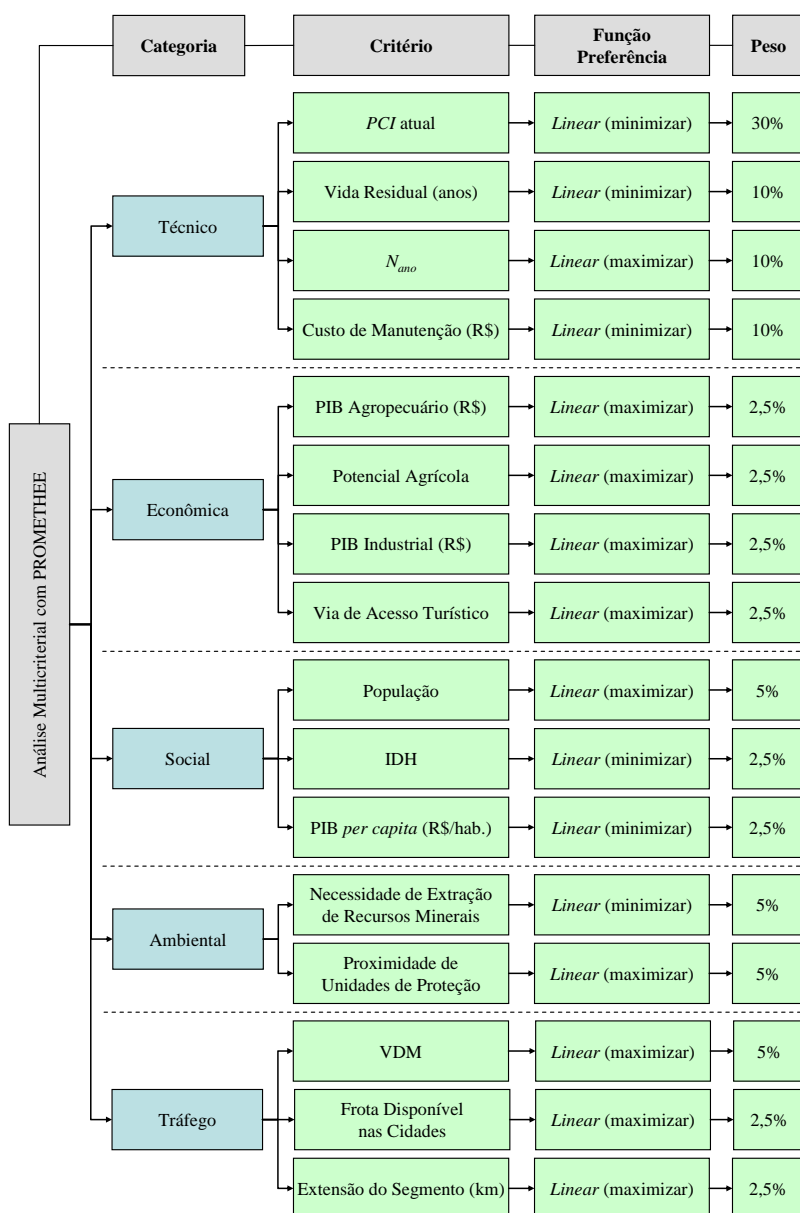 Categoria
Critério
Função
Preferência
Peso
Análise Multicriterial com PROMETHEE
Técnico
PCI atual
Linear (minimizar)
30%
Vida Residual (anos)
Linear (minimizar)
10%
Nano
Linear (maximizar)
10%
Custo de Manutenção (R$)
Linear (minimizar)
10%
Econômica
PIB Agropecuário (R$)
Linear (maximizar)
2,5%
Potencial Agrícola
Linear (maximizar)
2,5%
PIB Industrial (R$)
Linear (maximizar)
2,5%
Via de Acesso Turístico
Linear (maximizar)
2,5%
Social
População
Linear (maximizar)
5%
IDH
Linear (minimizar)
2,5%
PIB per capita (R$/hab.)
Linear (minimizar)
2,5%
Ambiental
Necessidade de Extração
de Recursos Minerais
Linear (minimizar)
5%
Proximidade de
Unidades de Proteção
Linear (maximizar)
5%
Tráfego
VDM
Linear (maximizar)
5%
Frota Disponível
nas Cidades
Linear (maximizar)
2,5%
Extensão do Segmento (km)
Linear (maximizar)
2,5%